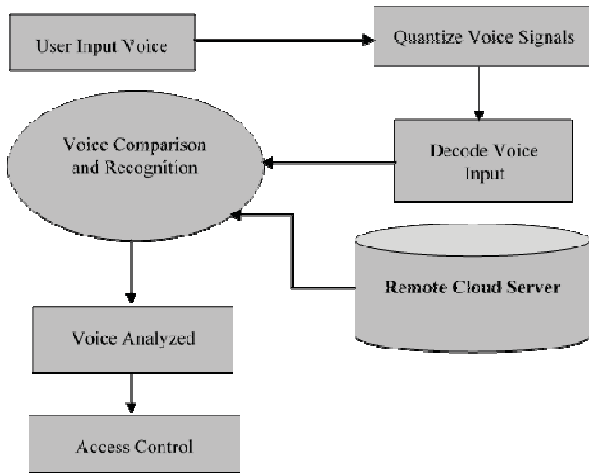 User Input Voice
Quantize Voice Signals
Voice Comparison
and Recognition
Decode Voice
Input
Remote Cloud Server
Voice Analyzed
Access Control